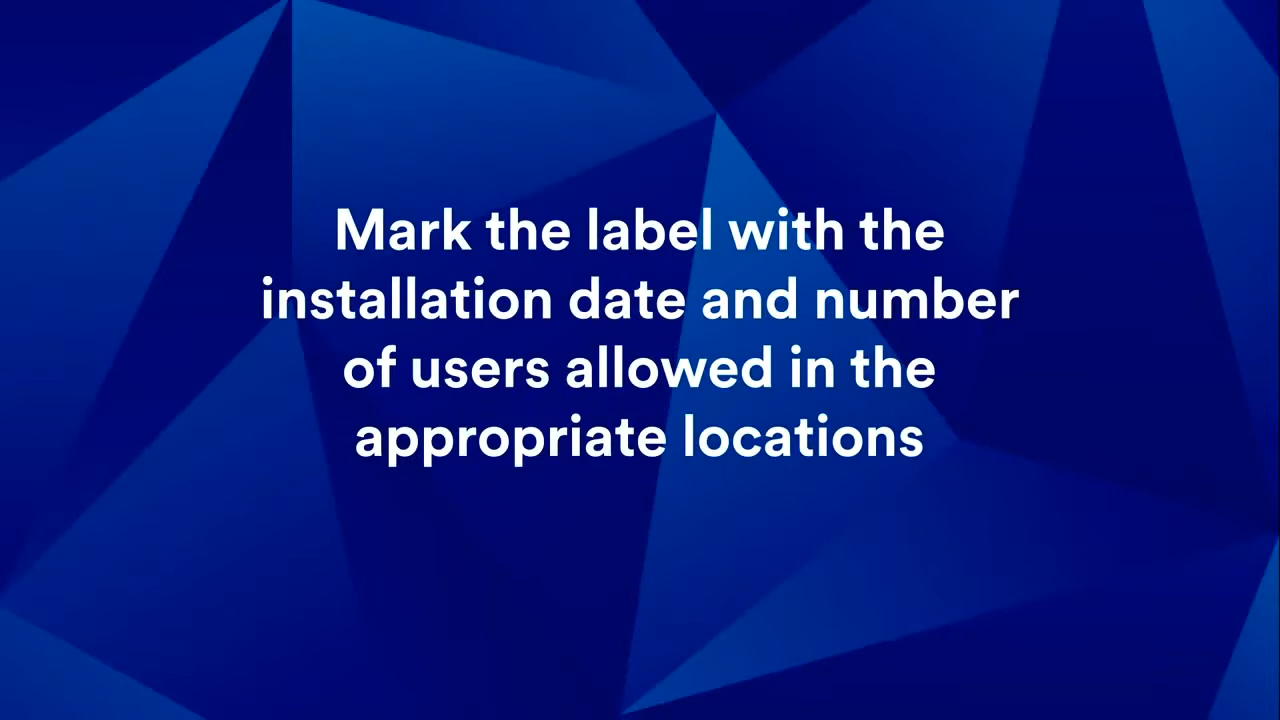 Mark the label with the
installation date and number
of users allowed in the
appropriate locations